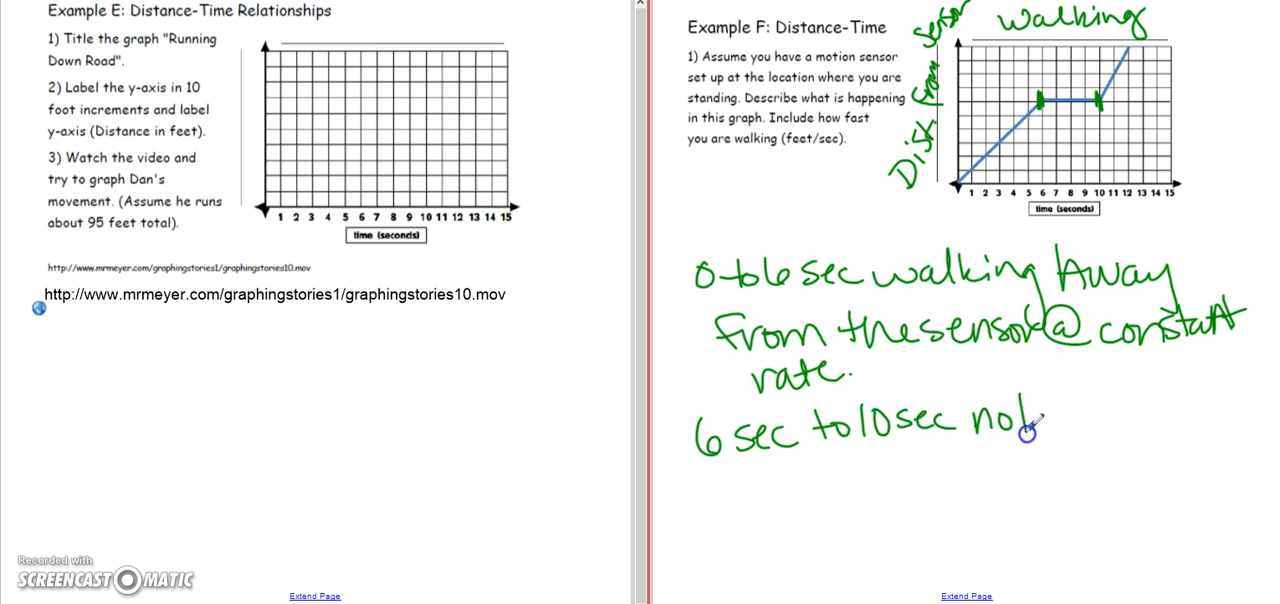 Example E: Distance-Time Relationships
1) Title the graph "Running
Down Road".
2) Label the y-axis in 10
foot increments and label
y-axis (Distance in feet).
3) Watch the video and
try to graph Dan's
movement. (Assume he runs
about 95 feet total).
1 2 3 4 5 6 7 8 9 10 11 12 13 14 15
time (seconds)
http://www.mrmeyer.com/graphingstories1/graphingstories10.mov
http://www.mrmeyer.com/graphingstories1/graphingstories10.mov
Recorded with
SCREENCAST MATIC
Extend Page
Example F: Distance-Time
1) Assume you have a motion sensor
set up at the location where you are
standing. Describe what is happening
in this graph. Include how fast
you are walking (feet/sec).
Walking
Dist. from sensor
1 2 3 4 5 6 7 8 9 10 11 12 13 14 15
time (seconds)
0 to 6 sec walking Away
from the sensor @ constant
rate.
6 sec to 10 sec no
Extend Page